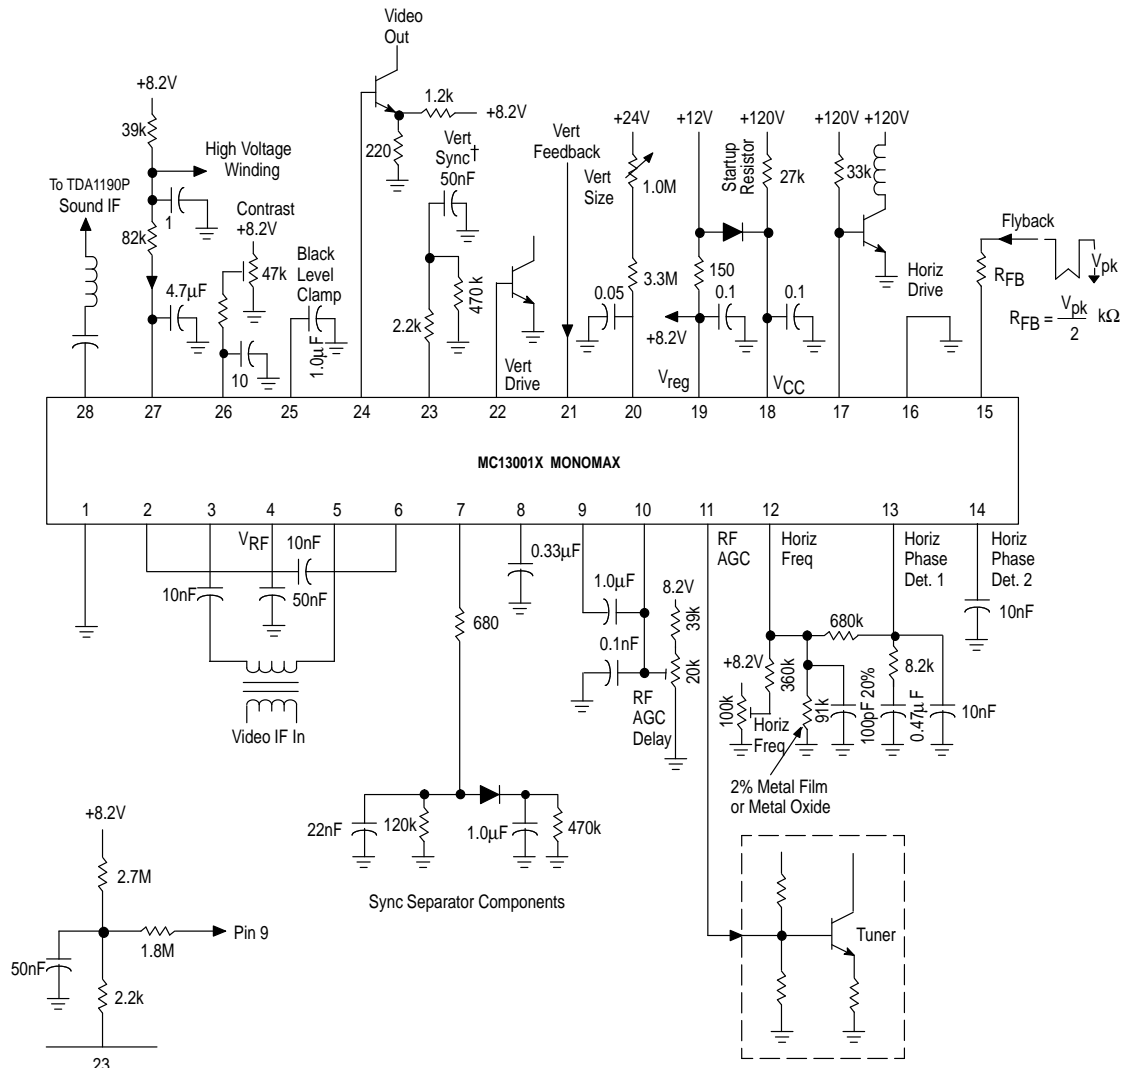 Video
Out
+8.2V
39k
High Voltage
Winding
To TDA1190P
Sound IF
1
82k
4.7μF
Contrast
+8.2V
47k
10
Black
Level
Clamp
1.0μF
1.2k
+8.2V
220
Vert
Sync†
50nF
470 k
2.2k
Vert
Drive
Vert
Feedback
+24V
Vert
Size
1.0M
3.3M
0.05
+12V
Startup
Resistor
+120V
27k
150
0.1
0.1
+8.2V
Vreg
VCC
+120V
+120V
33k
Horiz
Drive
Flyback
RFB
Vpk
RFB = Vpk/2 kΩ
28 27 26 25 24 23 22 21 20 19 18 17 16 15
MC13001X MONOMAX
1 2 3 4 5 6 7 8 9 10 11 12 13 14
VRF
10nF
10nF
50nF
Video IF In
680
0.33μF
1.0μF
0.1nF
8.2V
39k
20k
RF
AGC
Delay
RF
AGC
Horiz
Freq
Horiz
Phase
Det. 1
Horiz
Phase
Det. 2
10nF
680k
+8.2V
360k
100k
Horiz
Freq
91k
100pF 20%
8.2k
0.47μF
10nF
2% Metal Film
or Metal Oxide
22nF
120k
1.0μF
470k
Sync Separator Components
+8.2V
2.7M
1.8M
Pin 9
50nF
2.2k
23
Tuner